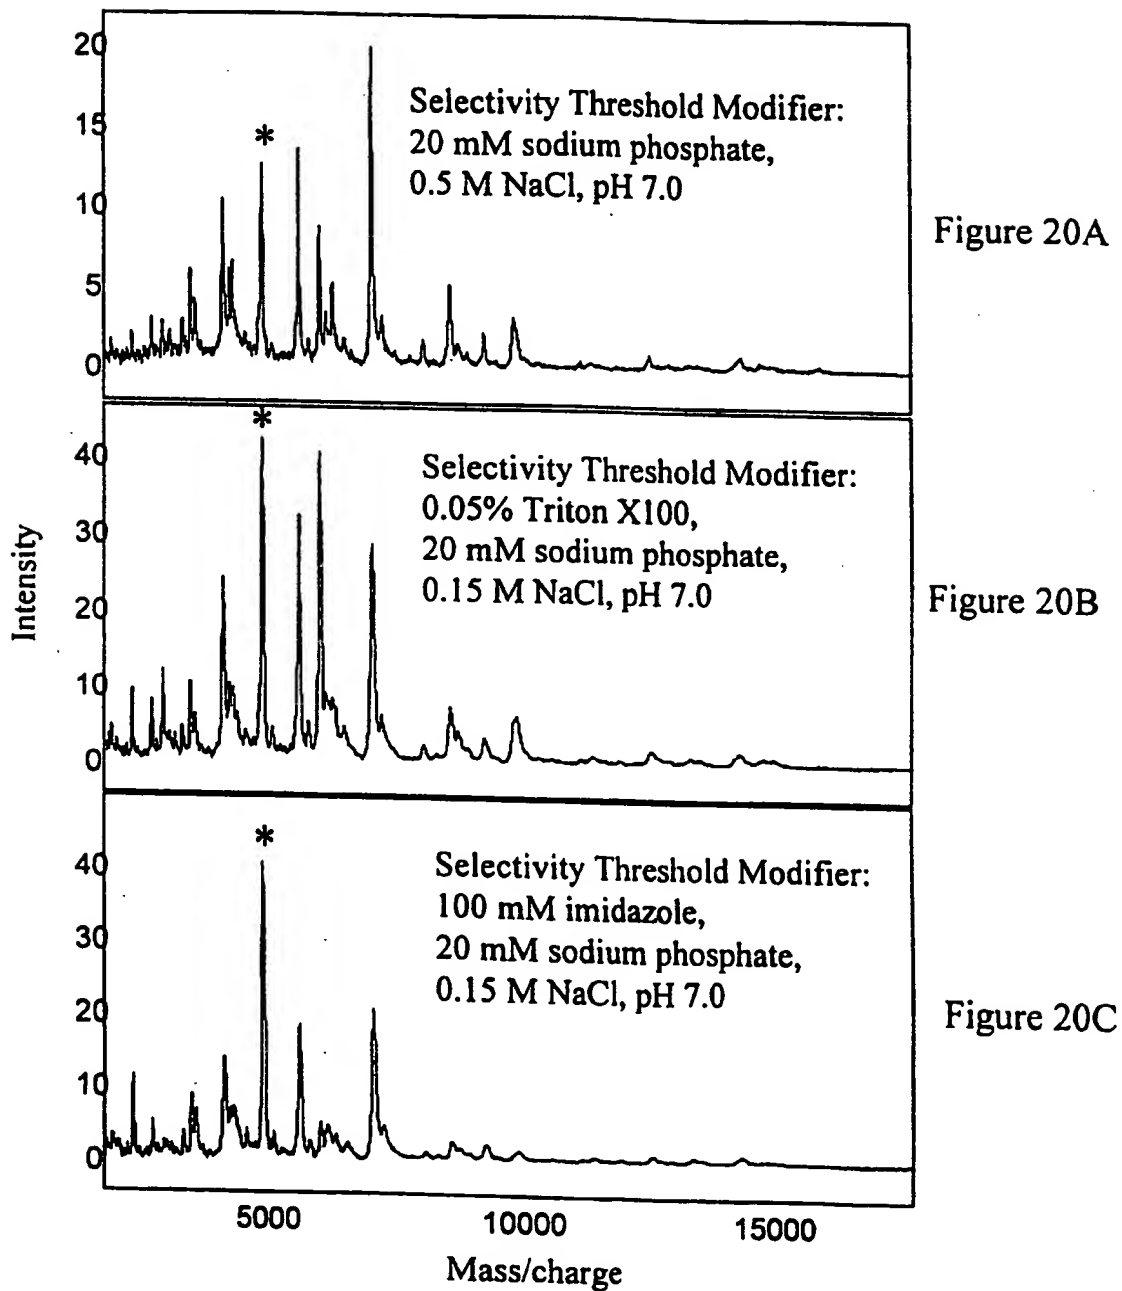 20
15
10
5
0
*
Selectivity Threshold Modifier:
20 mM sodium phosphate,
0.5 M NaCl, pH 7.0
Figure 20A
40
30
20
10
0
*
Selectivity Threshold Modifier:
0.05% Triton X100,
20 mM sodium phosphate,
0.15 M NaCl, pH 7.0
Figure 20B
Intensity
40
30
20
10
0
*
Selectivity Threshold Modifier:
100 mM imidazole,
20 mM sodium phosphate,
0.15 M NaCl, pH 7.0
Figure 20C
5000
10000
15000
Mass/charge